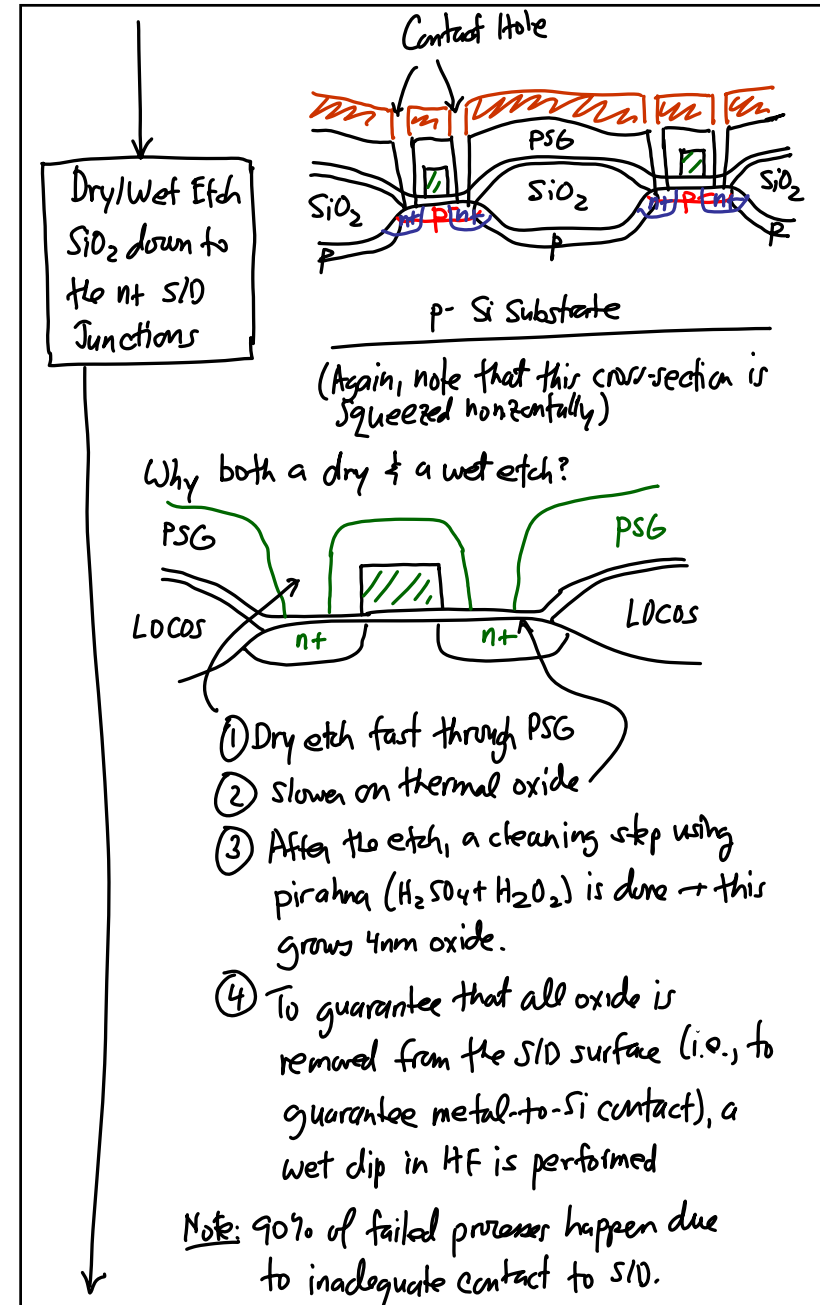 Contact Hole
PSG
SiO2
SiO2
SiO2
n+ p n+
n+ p n+
p
p
p
Dry/Wet Etch
SiO2 down to
the n+ S/D
Junctions
p- Si Substrate
(Again, note that this cross-section is
squeezed horizontally)
Why both a dry & a wet etch?
PSG
PSG
LOCOS
LOCOS
n+
n+
① Dry etch fast through PSG
② Slower on thermal oxide
③ After the etch, a cleaning step using
pirahna (H2SO4+H2O2) is done → this
grows 4nm oxide.
④ To guarantee that all oxide is
removed from the S/D surface (i.e., to
guarantee metal-to-Si contact), a
wet dip in HF is performed
Note: 90% of failed processes happen due
to inadequate contact to S/D.